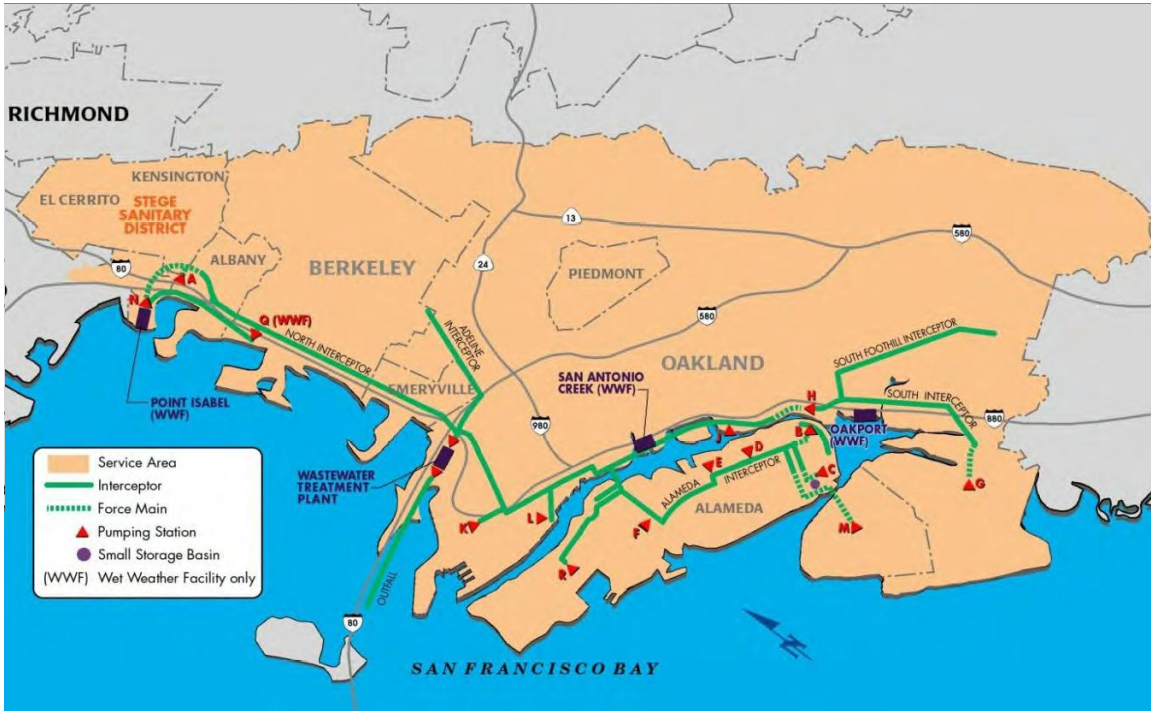 RICHMOND
KENSINGTON
EL CERRITO
STEGE
SANITARY
DISTRICT
80
ALBANY
BERKELEY
24
13
580
PIEDMONT
580
N
A
Q (WWF)
NORTH INTERCEPTOR
ADELINE
INTERCEPTOR
OAKLAND
SOUTH FOOTHILL INTERCEPTOR
EMERYVILLE
SAN ANTONIO
CREEK (WWF)
POINT ISABEL
(WWF)
H
SOUTH INTERCEPTOR
880
980
J
B
OAKPORT
(WWF)
D
E
C
G
WASTEWATER
TREATMENT
PLANT
ALAMEDA INTERCEPTOR
ALAMEDA
K
L
F
M
R
OUTFALL
80
N
SAN FRANCISCO BAY
Service Area
Interceptor
Force Main
Pumping Station
Small Storage Basin
(WWF) Wet Weather Facility only